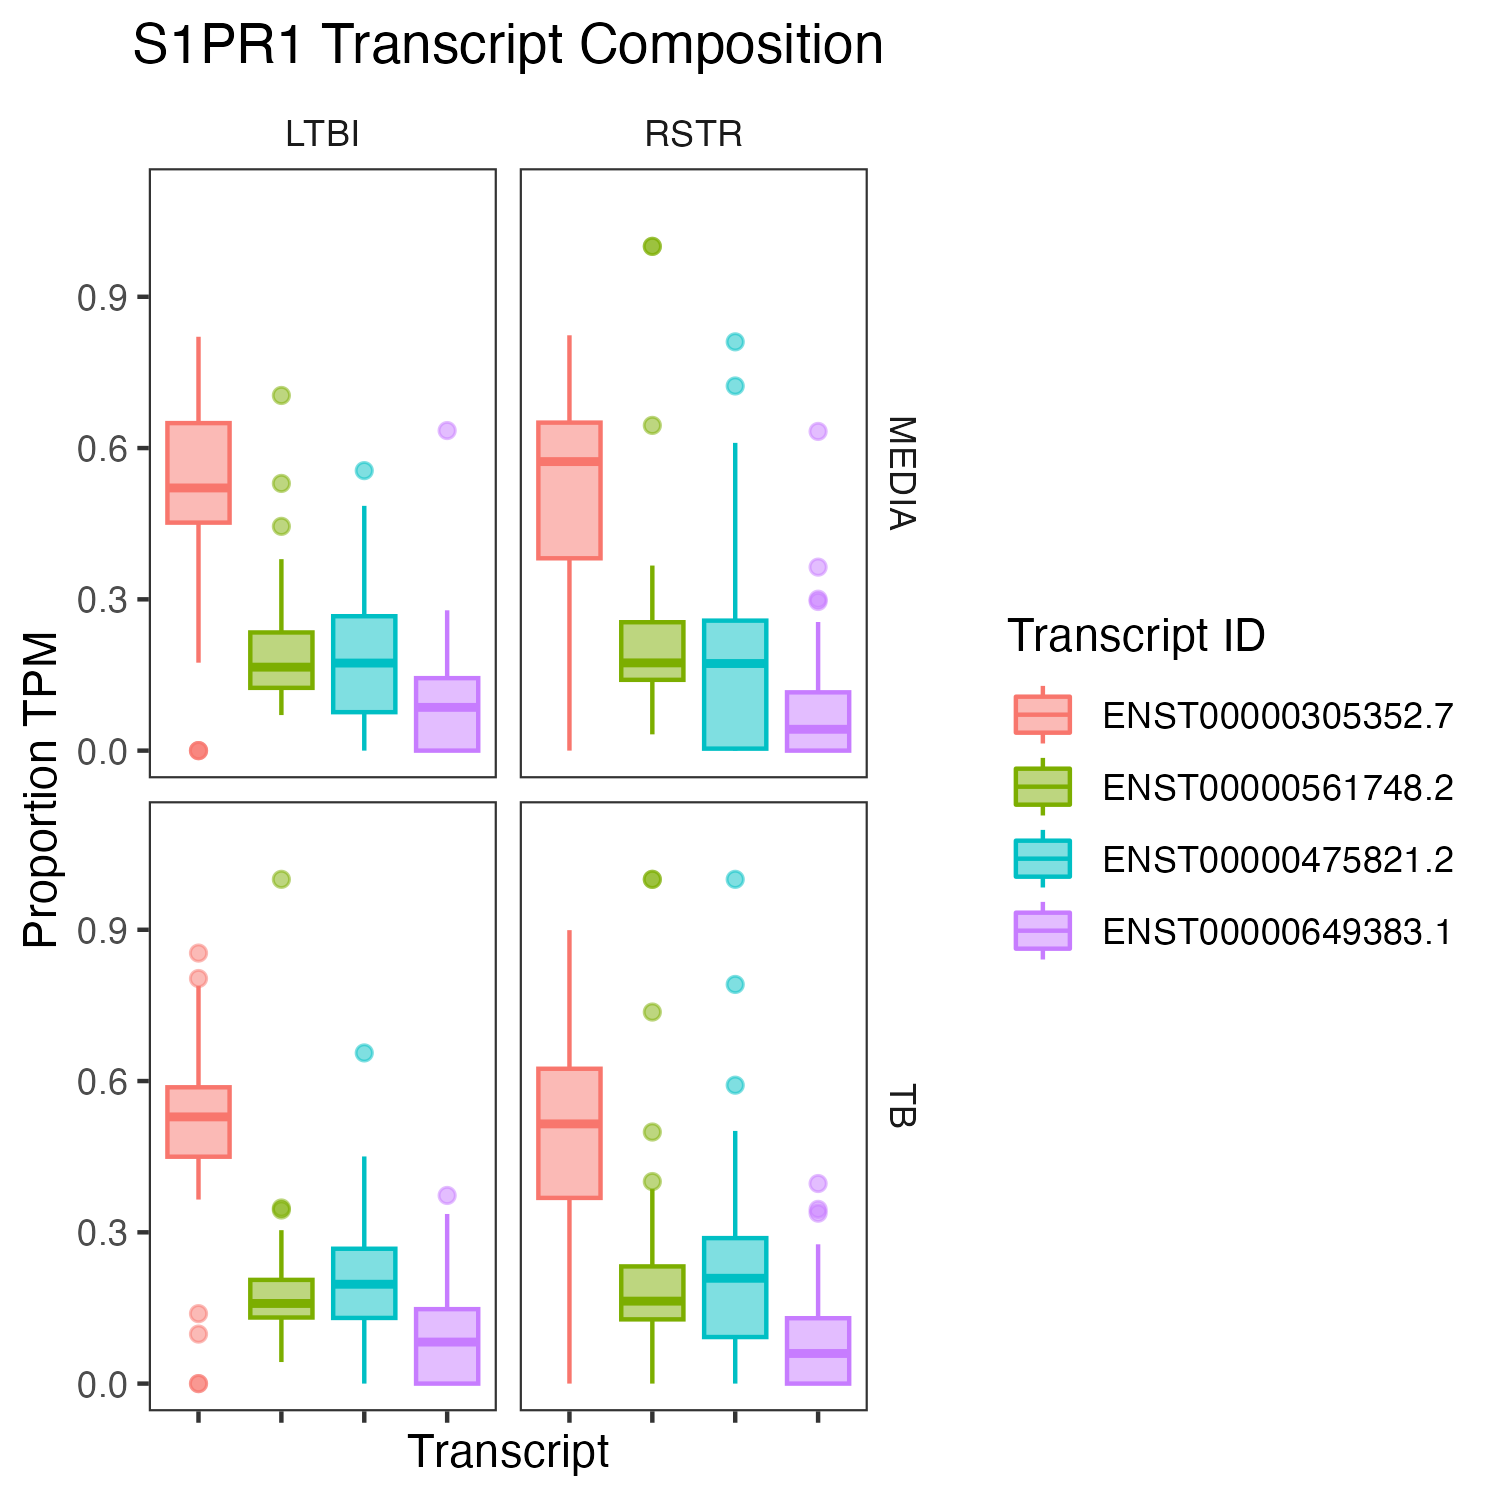 S1PR1 Transcript Composition
LTBI
RSTR
0.9
0.6
0.3
0.0
MEDIA
0.9
0.6
0.3
0.0
TB
Proportion TPM
Transcript
Transcript ID
ENST00000305352.7
ENST00000561748.2
ENST00000475821.2
ENST00000649383.1